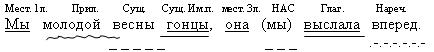 Мест. 1л. Прил. Сущ. Сущ. Им.п. мест. 3л. НАС Глаг. Нареч.
Мы молодой весны гонцы, она (мы) выслала вперед.